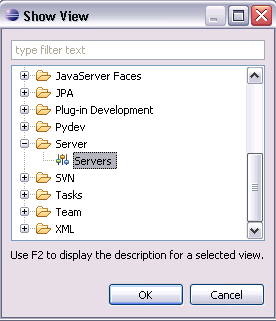 Show View
type filter text
JavaServer Faces
JPA
Plug-in Development
Pydev
Server
Servers
SVN
Tasks
Team
XML
Use F2 to display the description for a selected view.
OK
Cancel